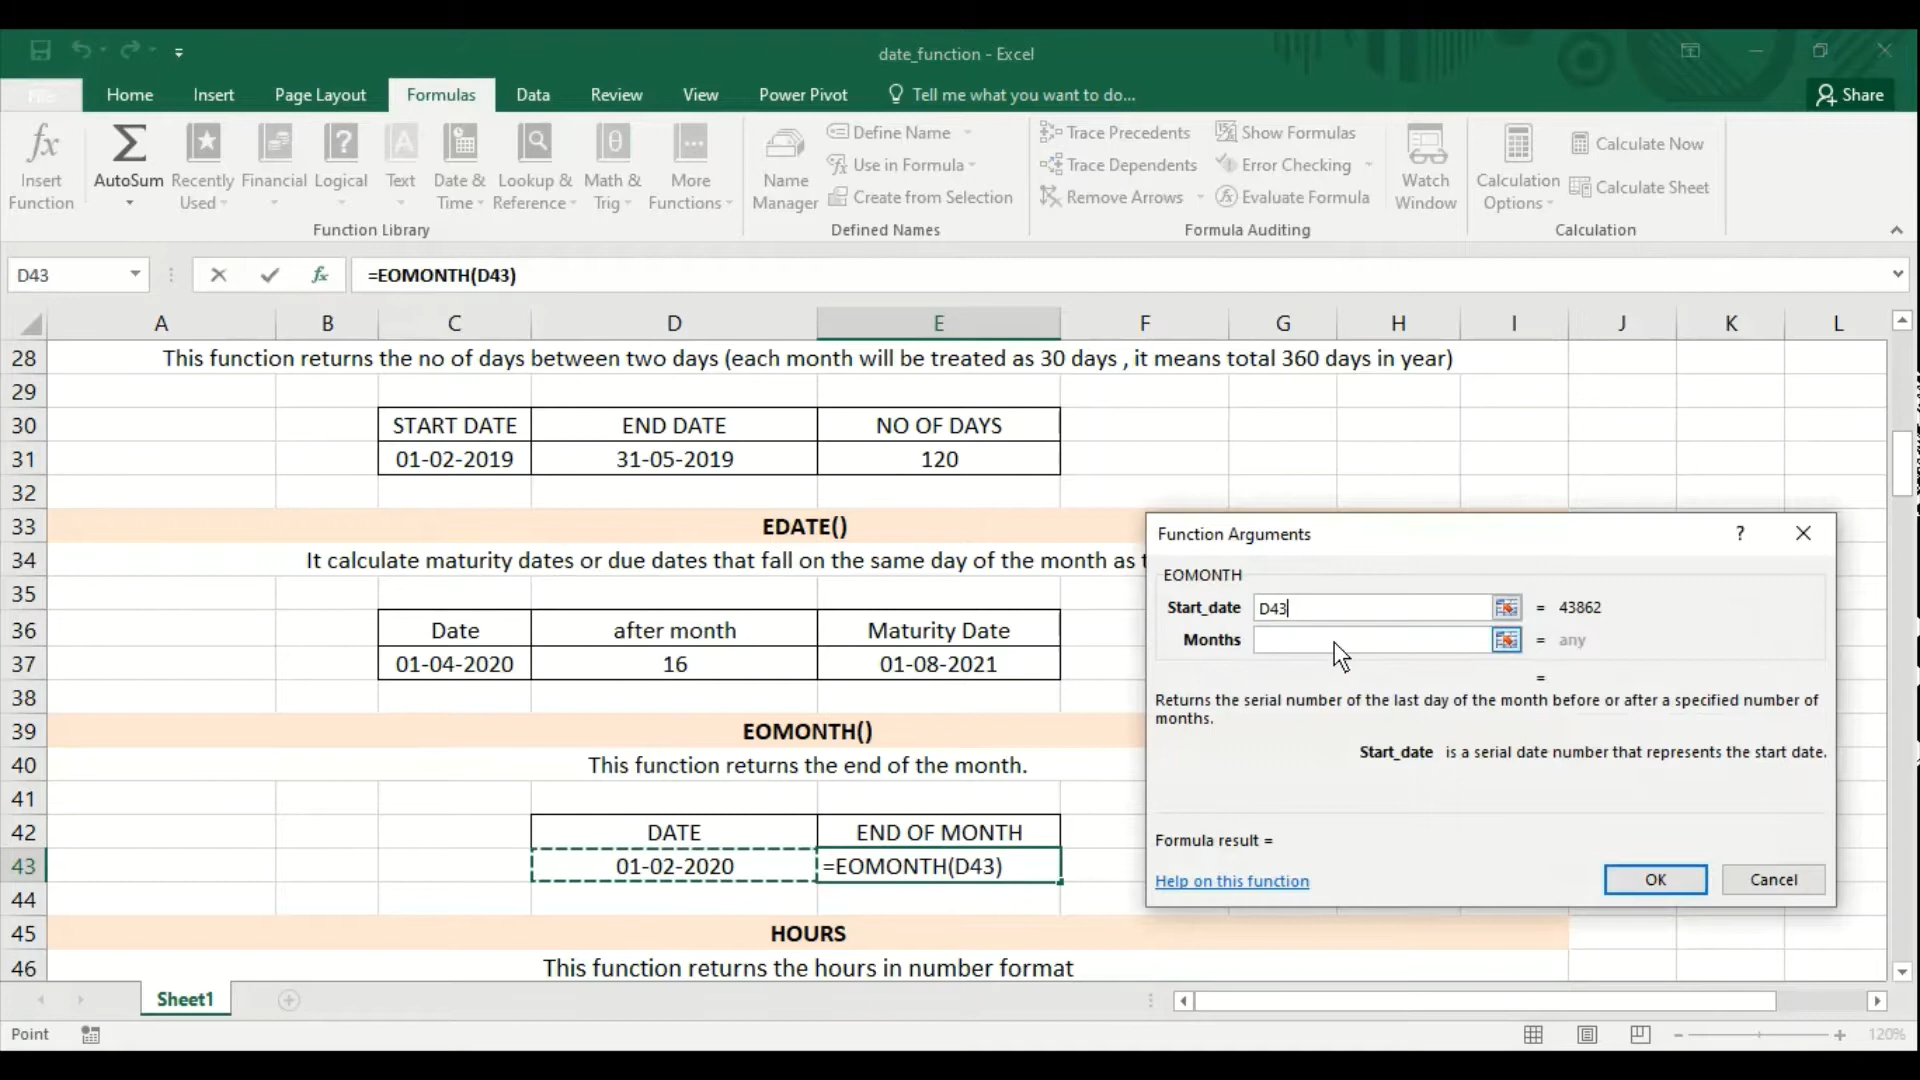 date_function - Excel
File Home Insert Page Layout Formulas Data Review View Power Pivot Tell me what you want to do... Share
Insert Function
AutoSum
Recently Used
Financial
Logical
Text
Date & Time
Lookup & Reference
Math & Trig
More Functions
Function Library
Name Manager
Define Name
Use in Formula
Create from Selection
Defined Names
Trace Precedents
Trace Dependents
Remove Arrows
Show Formulas
Error Checking
Evaluate Formula
Formula Auditing
Watch Window
Calculation Options
Calculate Now
Calculate Sheet
Calculation
D43 fx =EOMONTH(D43)
A B C D E F G H I J K L
28 This function returns the no of days between two days (each month will be treated as 30 days , it means total 360 days in year)
29
30 START DATE END DATE NO OF DAYS
31 01-02-2019 31-05-2019 120
32
33 EDATE()
34 It calculate maturity dates or due dates that fall on the same day of the month as
35
36 Date after month Maturity Date
37 01-04-2020 16 01-08-2021
38
39 EOMONTH()
40 This function returns the end of the month.
41
42 DATE END OF MONTH
43 01-02-2020 =EOMONTH(D43)
44
45 HOURS
46 This function returns the hours in number format
Function Arguments ?
EOMONTH
Start_date D43 = 43862
Months = any
=
Returns the serial number of the last day of the month before or after a specified number of
months.
Start_date is a serial date number that represents the start date.
Formula result =
Help on this function OK Cancel
Sheet1
Point 120%